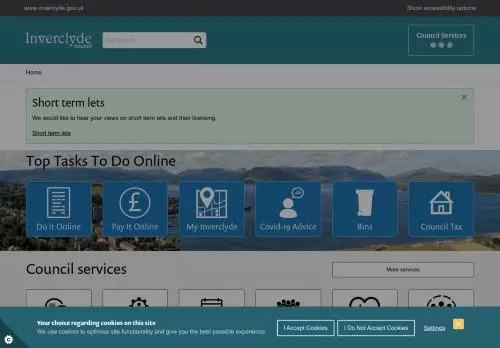 www.inverclyde.gov.uk
Show accessibility options
Inverclyde
council
Council Services
Home
Short term lets
We would like to hear your views on short term lets and their licensing.
Short term lets
Top Tasks To Do Online
Do It Online
Pay It Online
My Inverclyde
Covid-19 Advice
Bins
Council Tax
Council services
More services
Your choice regarding cookies on this site
We use cookies to optimise site functionality and give you the best possible experience.
I Accept Cookies
I Do Not Accept Cookies
Settings